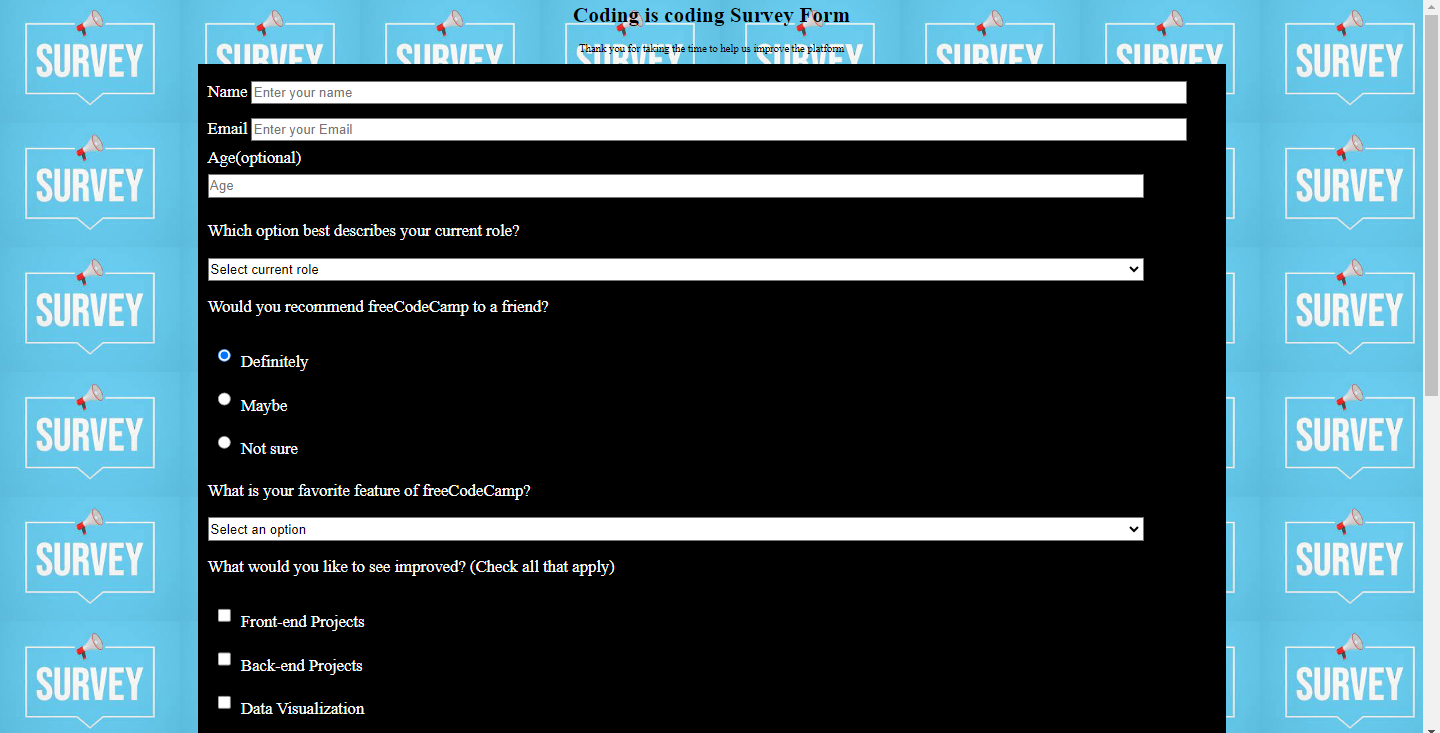 Coding is coding Survey Form
Thank you for taking the time to help us improve the platform
SURVEY SURVEY SURVEY SURVEY SURVEY SURVEY SURVEY SURVEY
Name Enter your name
Email Enter your Email
Age(optional)
SURVEY SURVEY
Age
Which option best describes your current role?
Select current role
SURVEY SURVEY
Would you recommend freeCodeCamp to a friend?
Definitely
Maybe
SURVEY SURVEY
Not sure
What is your favorite feature of freeCodeCamp?
Select an option
SURVEY SURVEY
What would you like to see improved? (Check all that apply)
Front-end Projects
Back-end Projects
SURVEY SURVEY
Data Visualization